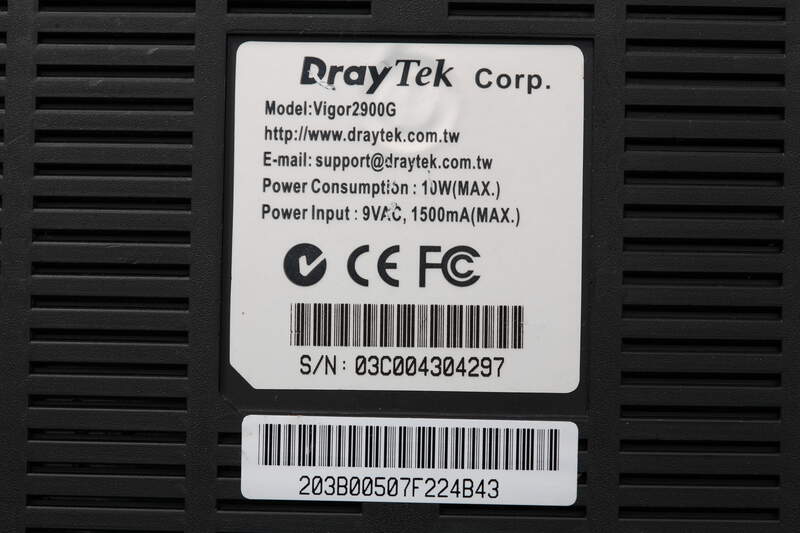 DrayTek Corp.
Model:Vigor2900G
http://www.draytek.com.tw
E-mail: support@draytek.com.tw
Power Consumption : 10W(MAX.)
Power Input : 9VAC, 1500mA(MAX.)
CE FC
S/N: 03C004304297
203B00507F224B43